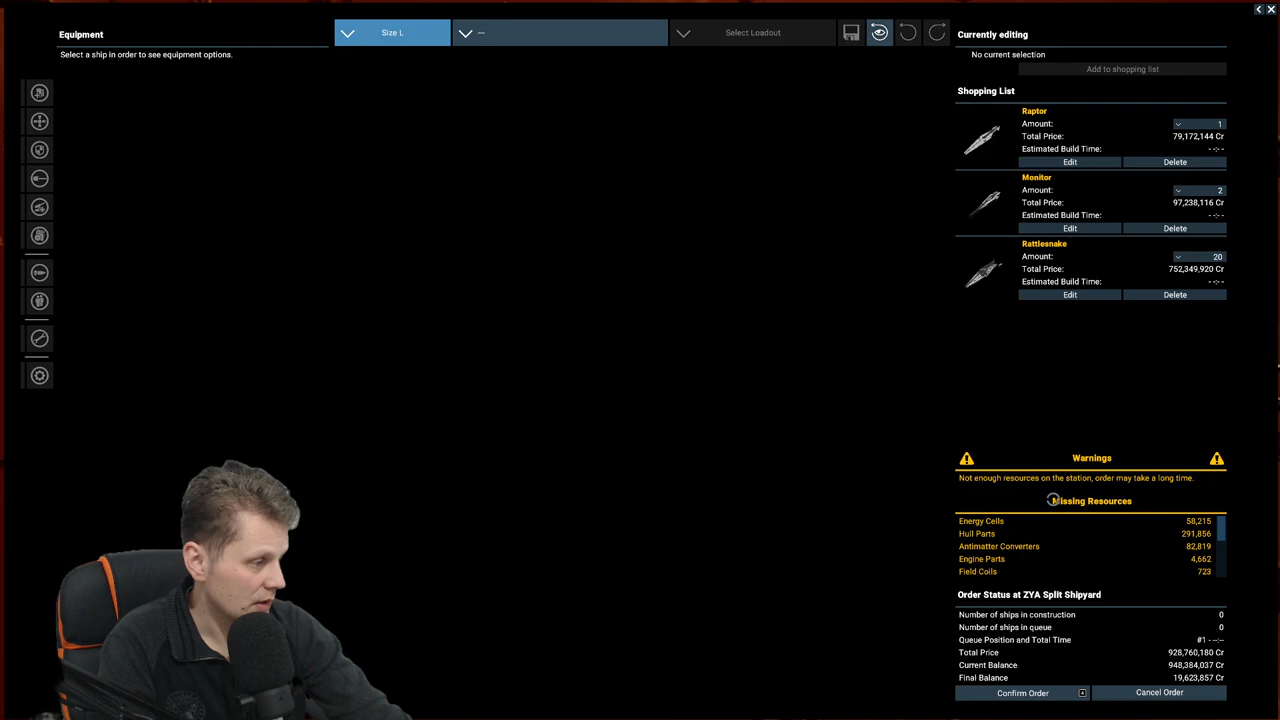 Equipment
Select a ship in order to see equipment options.
Size L
---
Select Loadout
Currently editing
No current selection
Add to shopping list
Shopping List
Raptor
Amount: 1
Total Price: 79,172,144 Cr
Estimated Build Time: --:--
Edit Delete
Monitor
Amount: 2
Total Price: 97,238,116 Cr
Estimated Build Time: --:--
Edit Delete
Rattlesnake
Amount: 20
Total Price: 752,349,920 Cr
Estimated Build Time: --:--
Edit Delete
Warnings
Not enough resources on the station, order may take a long time.
Missing Resources
Energy Cells 58,215
Hull Parts 291,856
Antimatter Converters 82,819
Engine Parts 4,662
Field Coils 723
Order Status at ZYA Split Shipyard
Number of ships in construction 0
Number of ships in queue 0
Queue Position and Total Time #1 - --:--
Total Price 928,760,180 Cr
Current Balance 948,384,037 Cr
Final Balance 19,623,857 Cr
Confirm Order Cancel Order